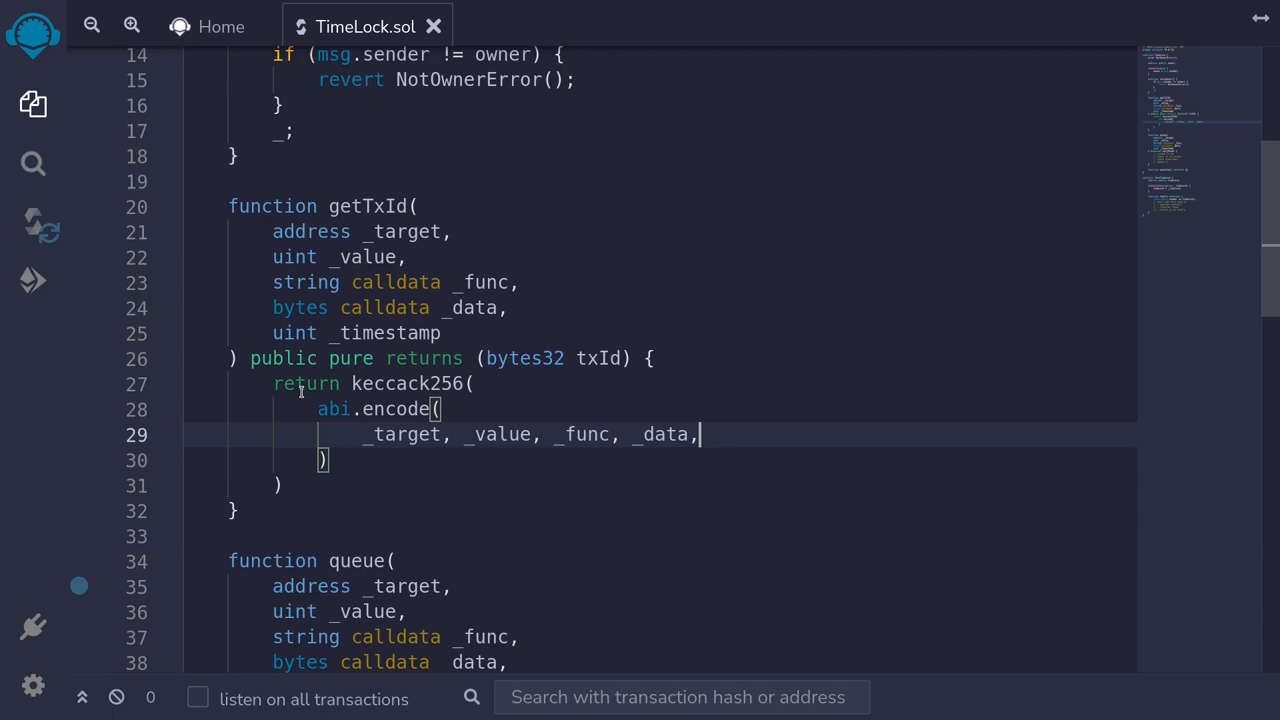 Home
TimeLock.sol
14 if (msg.sender != owner) {
15 revert NotOwnerError();
16 }
17 _;
18 }
19
20 function getTxId(
21 address _target,
22 uint _value,
23 string calldata _func,
24 bytes calldata _data,
25 uint _timestamp
26 ) public pure returns (bytes32 txId) {
27 return keccack256(
28 abi.encode(
29 _target, _value, _func, _data,
30 )
31 )
32 }
33
34 function queue(
35 address _target,
36 uint _value,
37 string calldata _func,
38 bytes calldata data,
0
listen on all transactions
Search with transaction hash or address